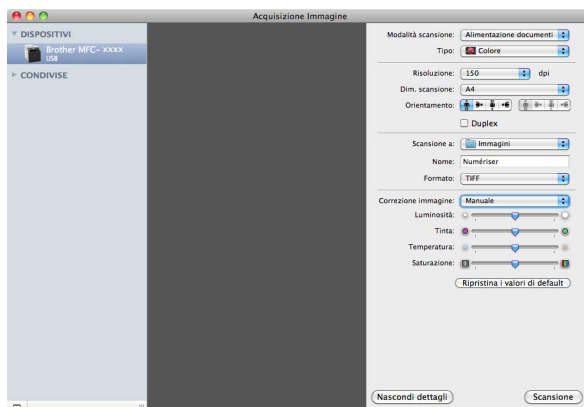 Acquisizione Immagine
DISPOSITIVI
Brother MFC- xxxx
USB
CONDIVISE
Modalità scansione: Alimentazione documenti
Tipo: Colore
Risoluzione: 150 dpi
Dim. scansione: A4
Orientamento:
Duplex
Scansione a: Immagini
Nome: Numériser
Formato: TIFF
Correzione immagine: Manuale
Luminosità:
Tinta:
Temperatura:
Saturazione:
Ripristina i valori di default
Nascondi dettagli
Scansione